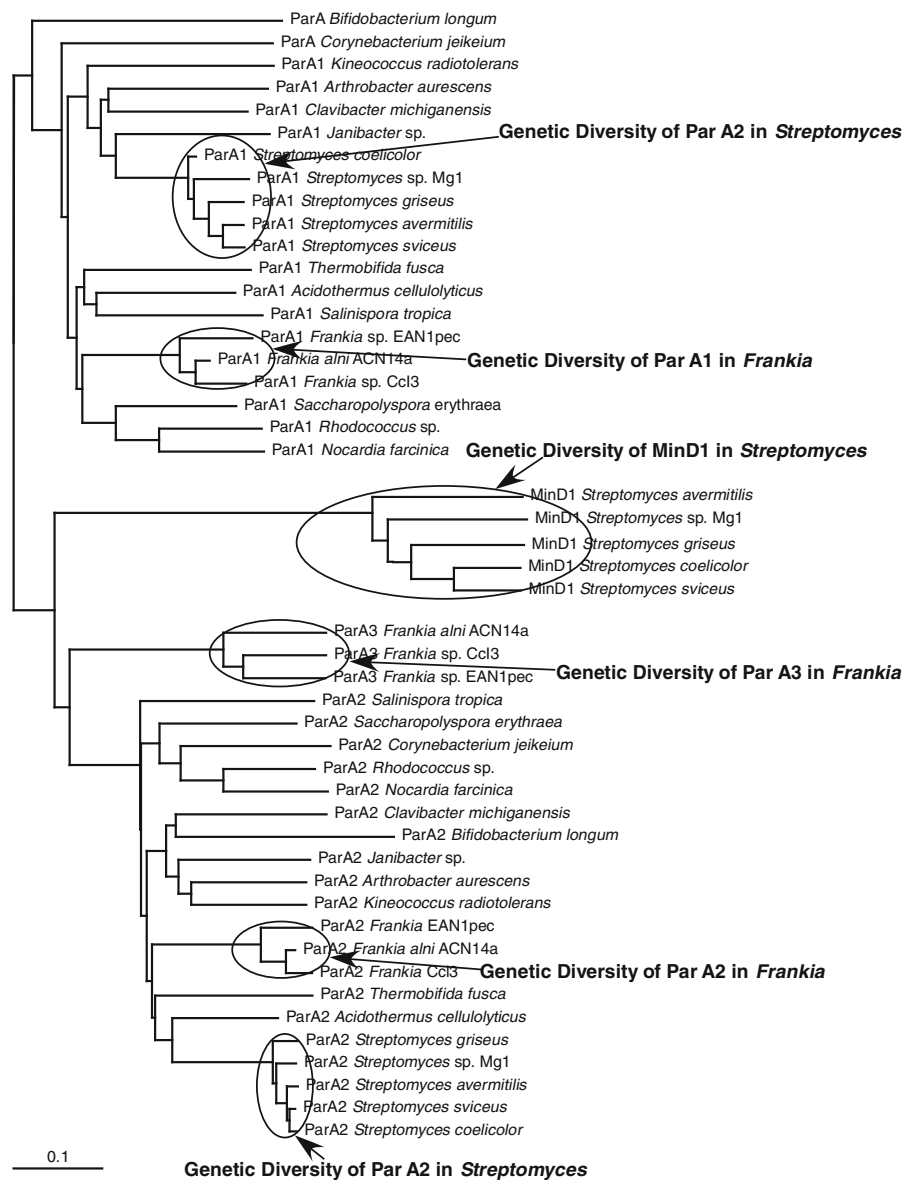 ParA Bifidobacterium longum
ParA Corynebacterium jeikeium
ParA1 Kineococcus radiotolerans
ParA1 Arthrobacter aurescens
ParA1 Clavibacter michiganensis
ParA1 Janibacter sp.
Genetic Diversity of Par A2 in Streptomyces
ParA1 Streptomyces coelicolor
ParA1 Streptomyces sp. Mg1
ParA1 Streptomyces griseus
ParA1 Streptomyces avermitilis
ParA1 Streptomyces sviceus
ParA1 Thermobifida fusca
ParA1 Acidothermus cellulolyticus
ParA1 Salinispora tropica
ParA1 Frankia sp. EAN1pec
ParA1 Frankia alni ACN14a
Genetic Diversity of Par A1 in Frankia
ParA1 Frankia sp. CcI3
ParA1 Saccharopolyspora erythraea
ParA1 Rhodococcus sp.
ParA1 Nocardia farcinica
Genetic Diversity of MinD1 in Streptomyces
MinD1 Streptomyces avermitilis
MinD1 Streptomyces sp. Mg1
MinD1 Streptomyces griseus
MinD1 Streptomyces coelicolor
MinD1 Streptomyces sviceus
ParA3 Frankia alni ACN14a
ParA3 Frankia sp. CcI3
ParA3 Frankia sp. EAN1pec
Genetic Diversity of Par A3 in Frankia
ParA2 Salinispora tropica
ParA2 Saccharopolyspora erythraea
ParA2 Corynebacterium jeikeium
ParA2 Rhodococcus sp.
ParA2 Nocardia farcinica
ParA2 Clavibacter michiganensis
ParA2 Bifidobacterium longum
ParA2 Janibacter sp.
ParA2 Arthrobacter aurescens
ParA2 Kineococcus radiotolerans
ParA2 Frankia EAN1pec
ParA2 Frankia alni ACN14a
ParA2 Frankia CcI3
Genetic Diversity of Par A2 in Frankia
ParA2 Thermobifida fusca
ParA2 Acidothermus cellulolyticus
ParA2 Streptomyces griseus
ParA2 Streptomyces sp. Mg1
ParA2 Streptomyces avermitilis
ParA2 Streptomyces sviceus
ParA2 Streptomyces coelicolor
0.1
Genetic Diversity of Par A2 in Streptomyces